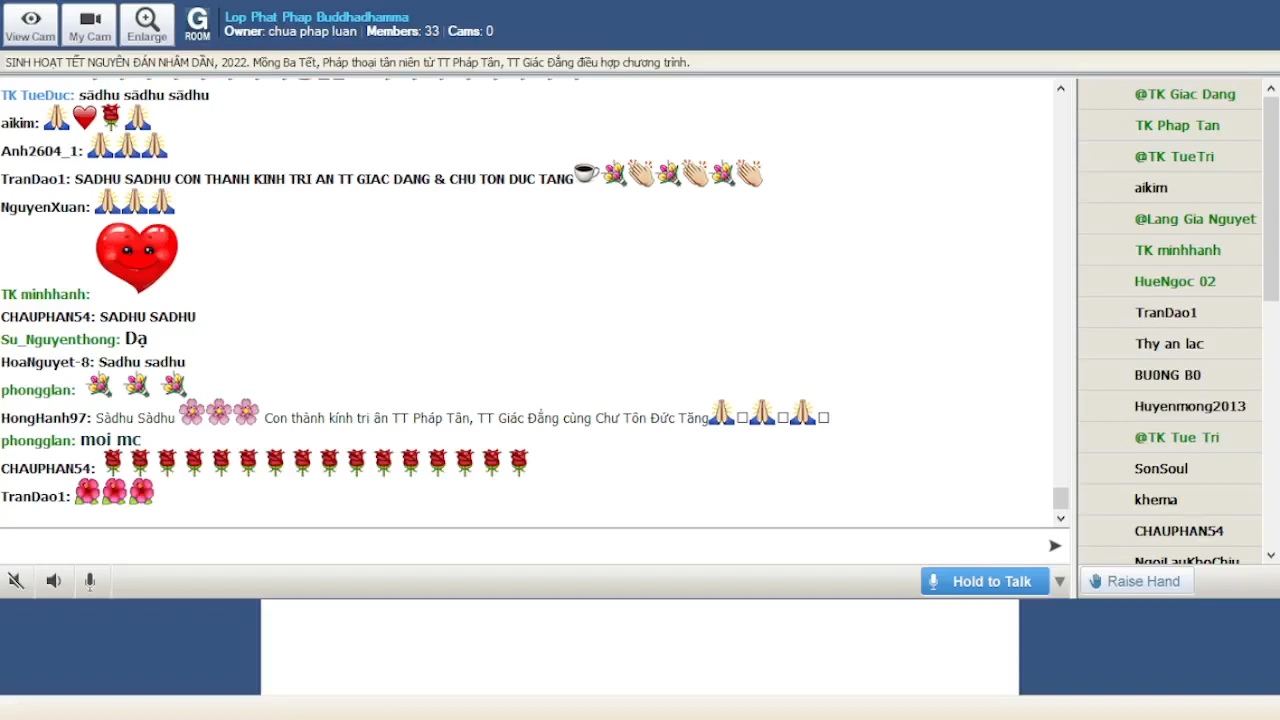 View Cam
My Cam
Enlarge
G
ROOM
Lop Phat Phap Buddhadhamma
Owner: chua phap luan | Members: 33 | Cams: 0
SINH HOẠT TẾT NGUYÊN ĐÁN NHÂM DẦN, 2022. Mồng Ba Tết, Pháp thoại tân niên từ TT Pháp Tân, TT Giác Đẳng điều hợp chương trình.
TK TueDuc: sādhu sādhu sādhu
aikim:
Anh2604_1:
TranDao1: SADHU SADHU CON THANH KINH TRI AN TT GIAC DANG & CHU TON DUC TANG
NguyenXuan:
TK minhhanh:
CHAUPHAN54: SADHU SADHU
Su_Nguyenthong: Dạ
HoaNguyet-8: Sadhu sadhu
phongglan:
HongHanh97: Sàdhu Sàdhu Con thành kính tri ân TT Pháp Tân, TT Giác Đẳng cùng Chư Tôn Đức Tăng
phongglan: moi mc
CHAUPHAN54:
TranDao1:
@TK Giac Dang
TK Phap Tan
@TK TueTri
aikim
@Lang Gia Nguyet
TK minhhanh
HueNgoc 02
TranDao1
Thy an lac
BU0NG B0
Huyenmong2013
@TK Tue Tri
SonSoul
khema
CHAUPHAN54
NgoiLauKhoChiu
Hold to Talk
Raise Hand